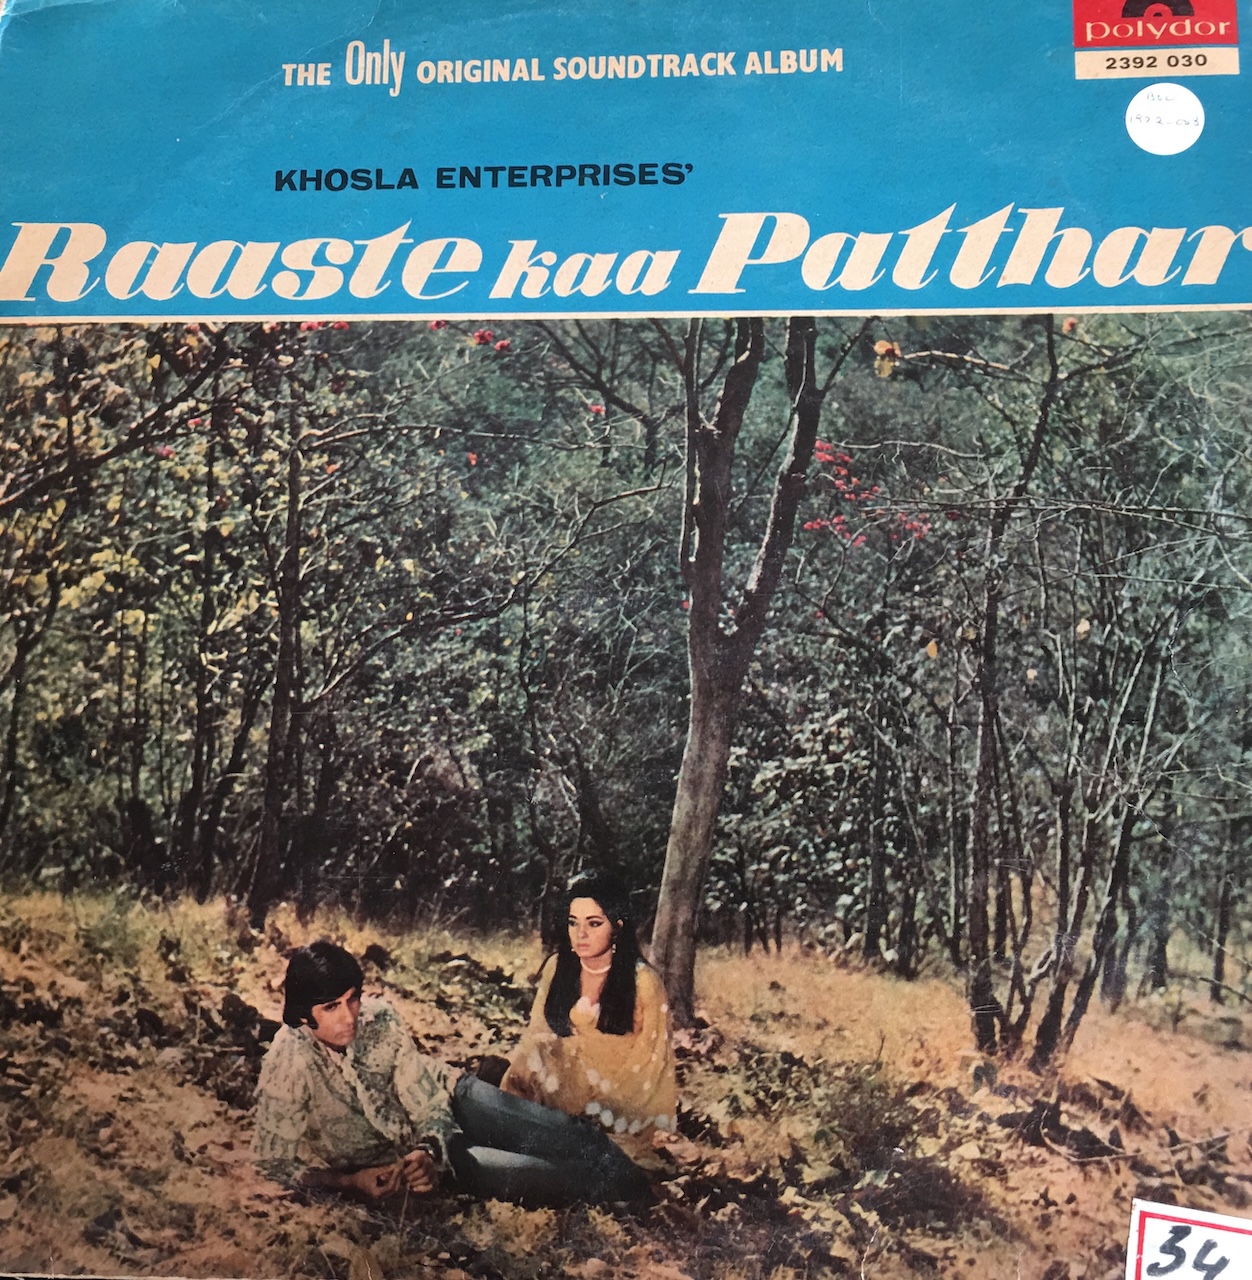 polydor
2392 030
THE Only ORIGINAL SOUNDTRACK ALBUM
KHOSLA ENTERPRISES'
Raaste kaa Patthar
34